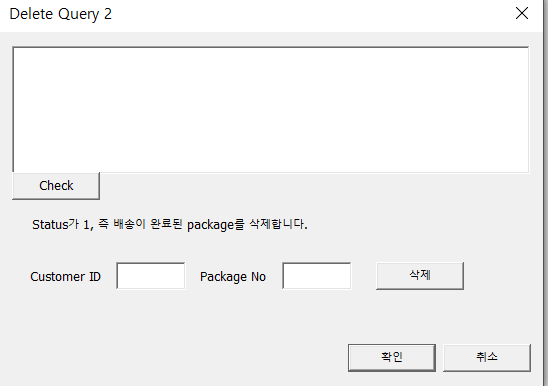 Delete Query 2
Check
Status가 1, 즉 배송이 완료된 package를 삭제합니다.
Customer ID Package No 삭제
확인 취소